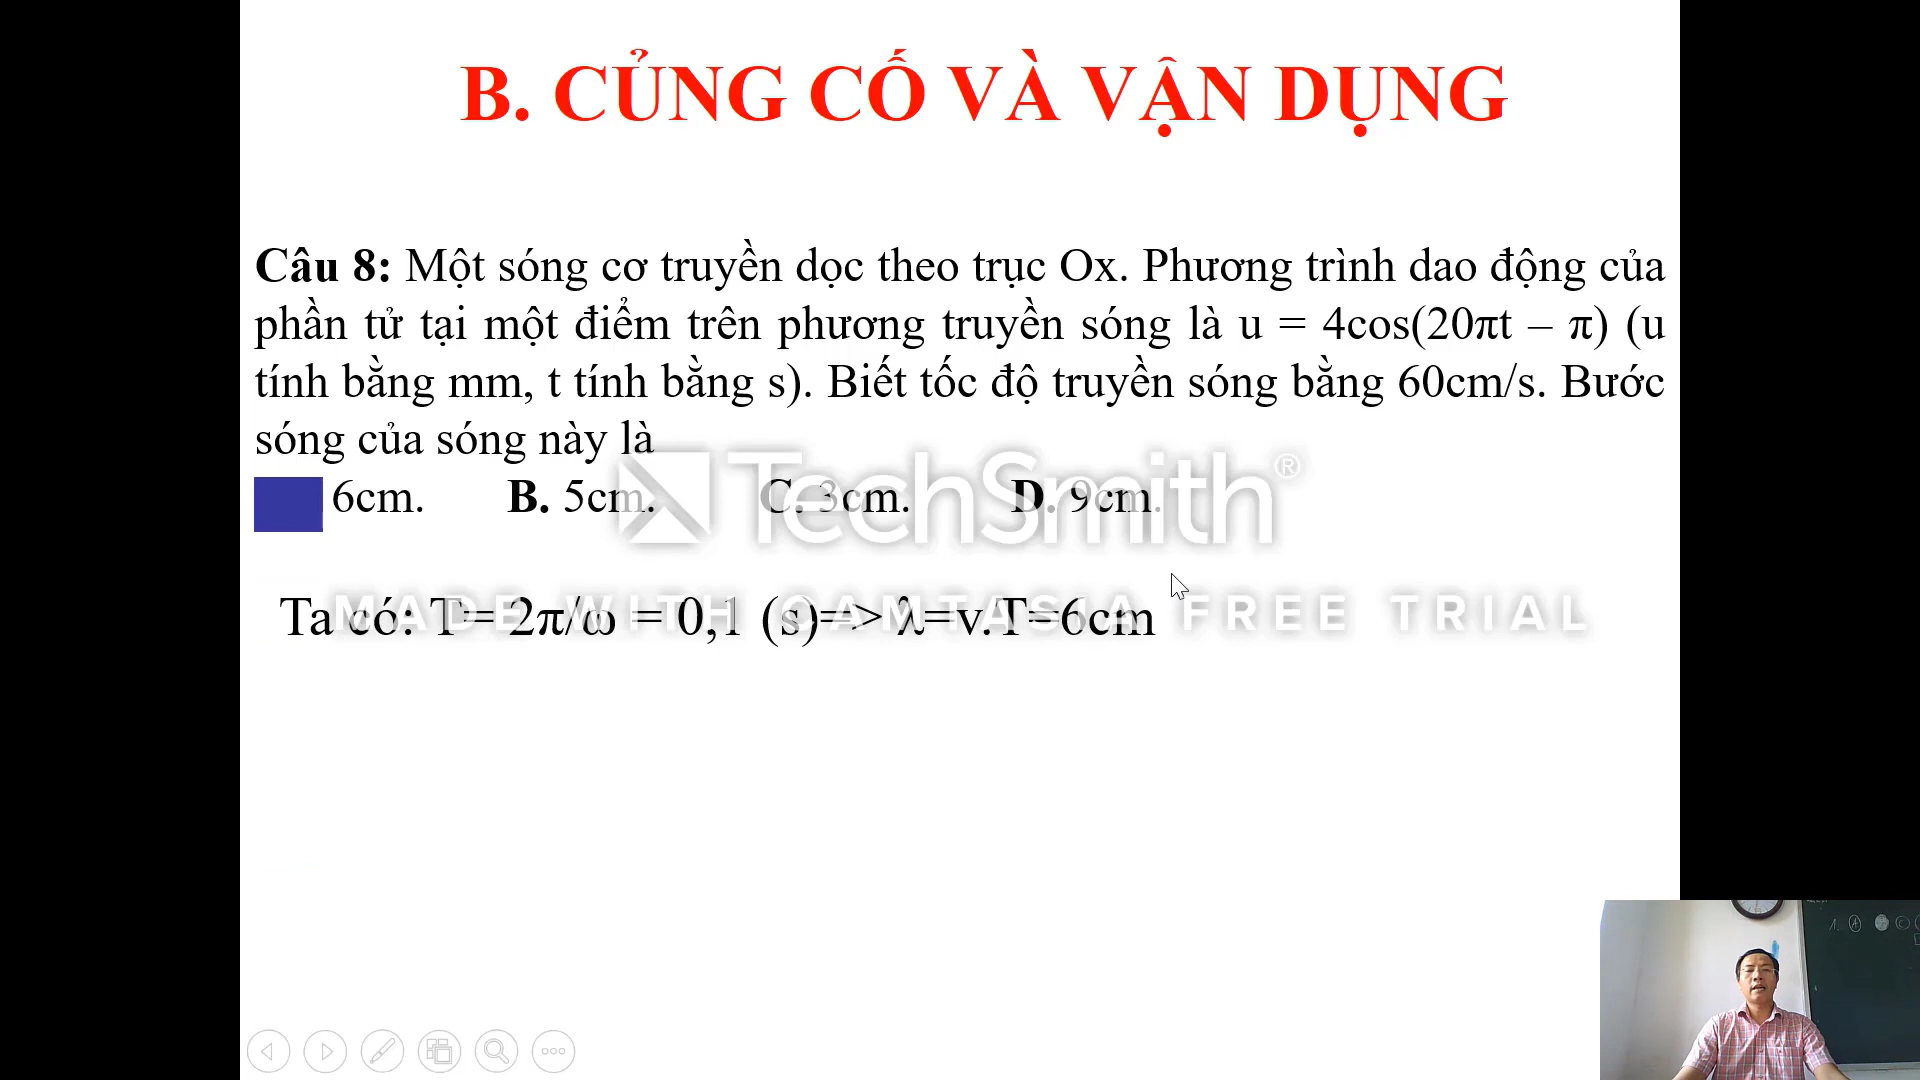 B. CỦNG CỐ VÀ VẬN DỤNG
Câu 8: Một sóng cơ truyền dọc theo trục Ox. Phương trình dao động của
phần tử tại một điểm trên phương truyền sóng là u = 4cos(20πt – π) (u
tính bằng mm, t tính bằng s). Biết tốc độ truyền sóng bằng 60cm/s. Bước
sóng của sóng này là
6cm. B. 5cm. C. 3cm. D. 9cm.
TechSmith®
Ta có: T= 2π/ω = 0,1 (s)=> λ=v.T=6cm
MADE WITH CAMTASIA FREE TRIAL